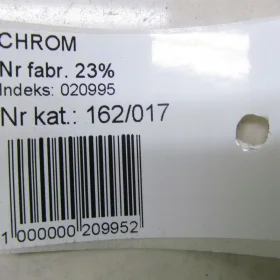 CHROM
Nr fabr. 23%
Indeks: 020995
Nr kat.: 162/017
1 000000 209952